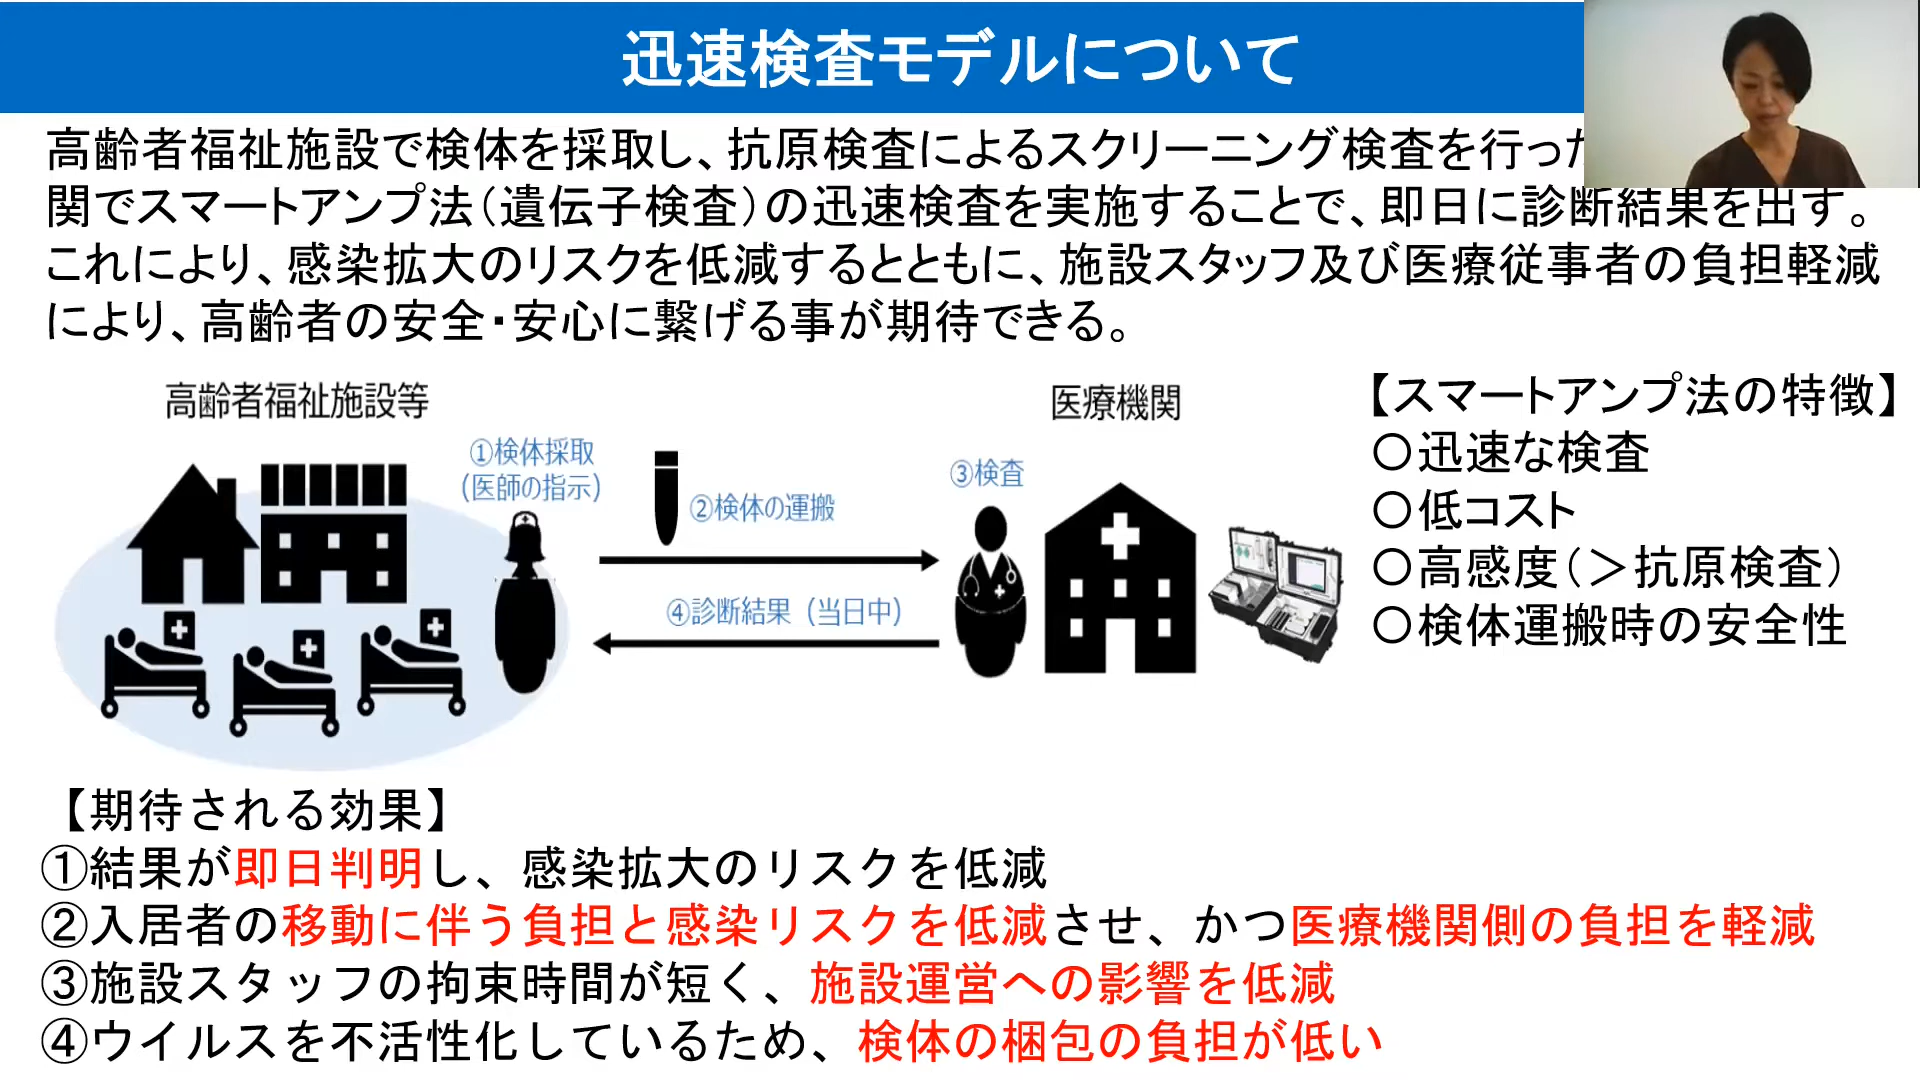 迅速検査モデルについて
高齢者福祉施設で検体を採取し、抗原検査によるスクリーニング検査を行っ
関でスマートアンプ法（遺伝子検査）の迅速検査を実施することで、即日に診断結果を出す。
これにより、感染拡大のリスクを低減するとともに、施設スタッフ及び医療従事者の負担軽減
により、高齢者の安全・安心に繋げる事が期待できる。
高齢者福祉施設等
①検体採取
（医師の指示）
②検体の運搬
④診断結果（当日中）
医療機関
③検査
【スマートアンプ法の特徴】
〇迅速な検査
〇低コスト
〇高感度（＞抗原検査）
〇検体運搬時の安全性
【期待される効果】
①結果が即日判明し、感染拡大のリスクを低減
②入居者の移動に伴う負担と感染リスクを低減させ、かつ医療機関側の負担を軽減
③施設スタッフの拘束時間が短く、施設運営への影響を低減
④ウイルスを不活性化しているため、検体の梱包の負担が低い